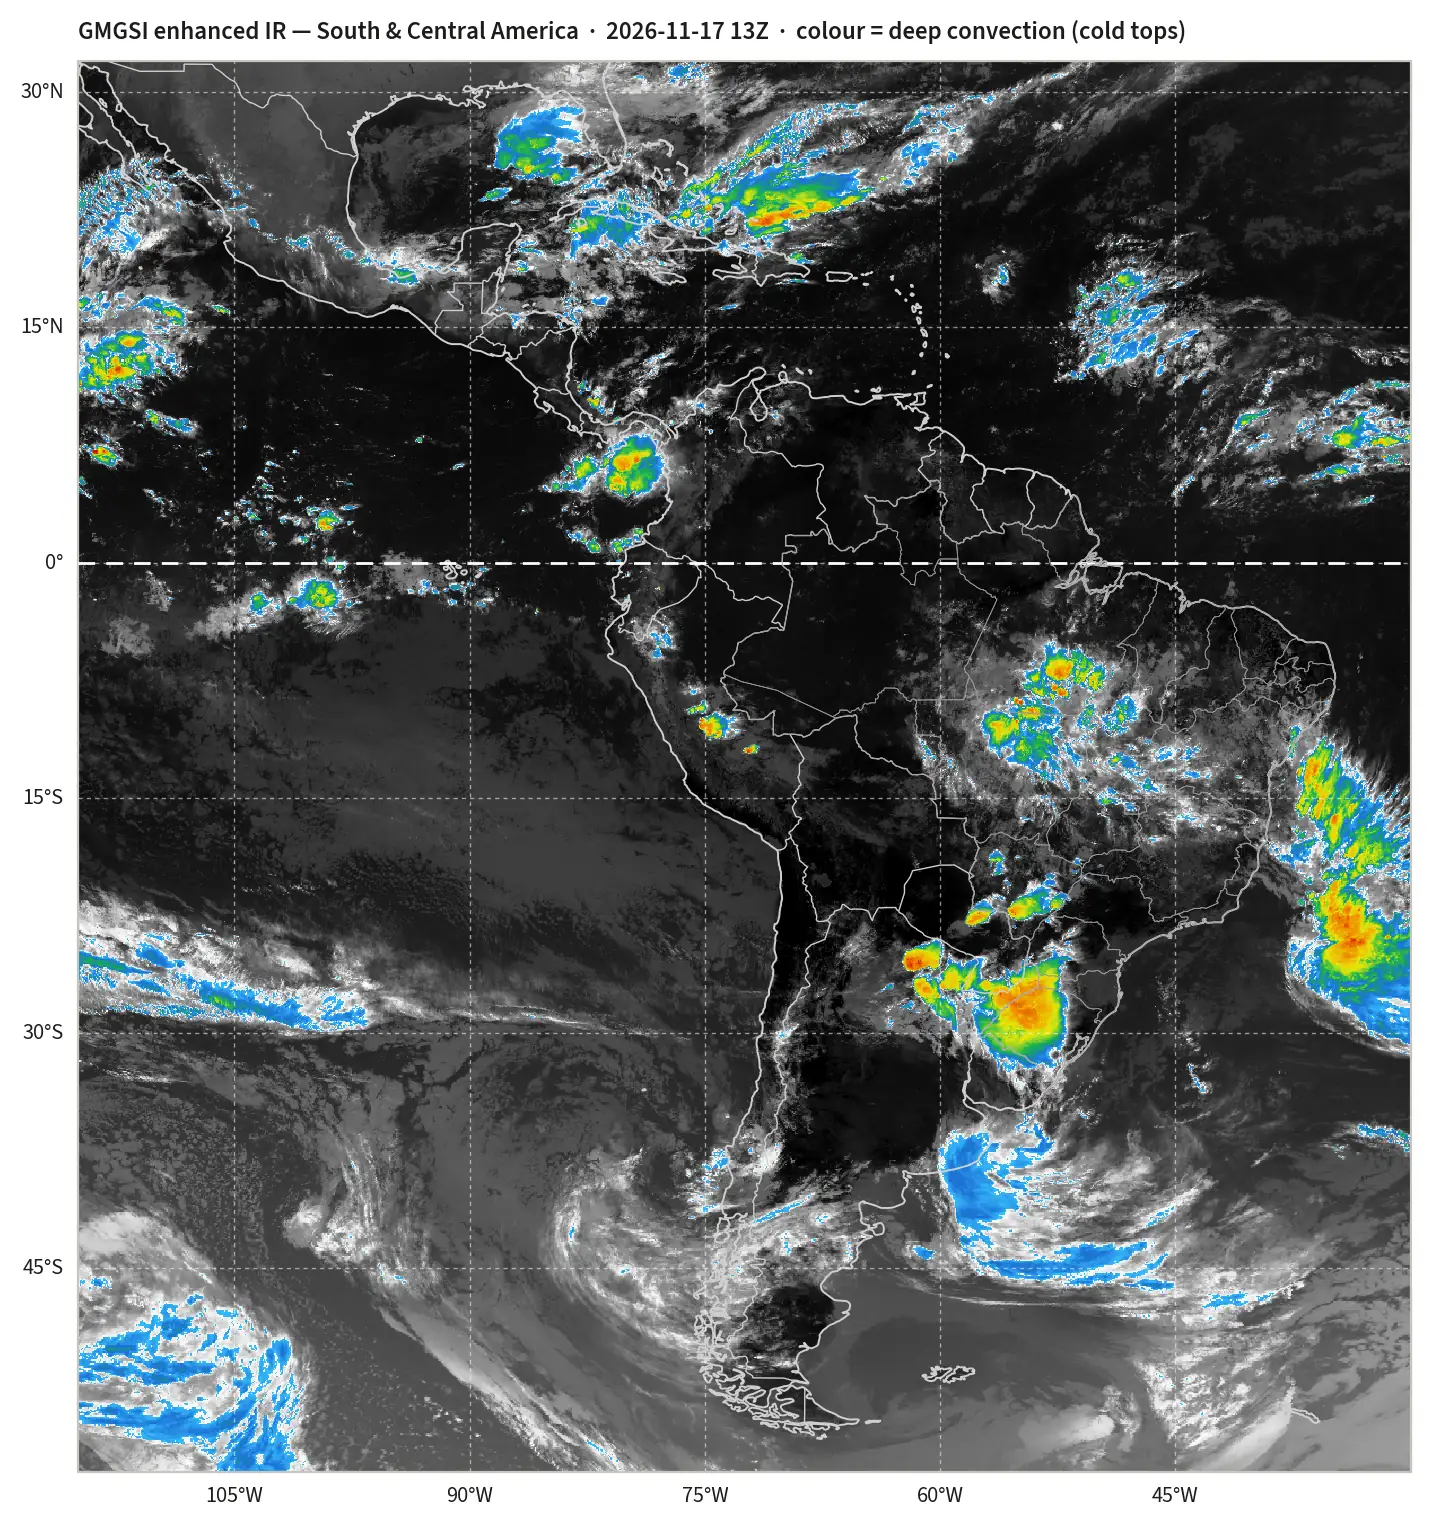 GMGSI enhanced IR — South & Central America · 2026-11-17 13Z · colour = deep convection (cold tops)
30°N
15°N
0°
15°S
30°S
45°S
105°W
90°W
75°W
60°W
45°W